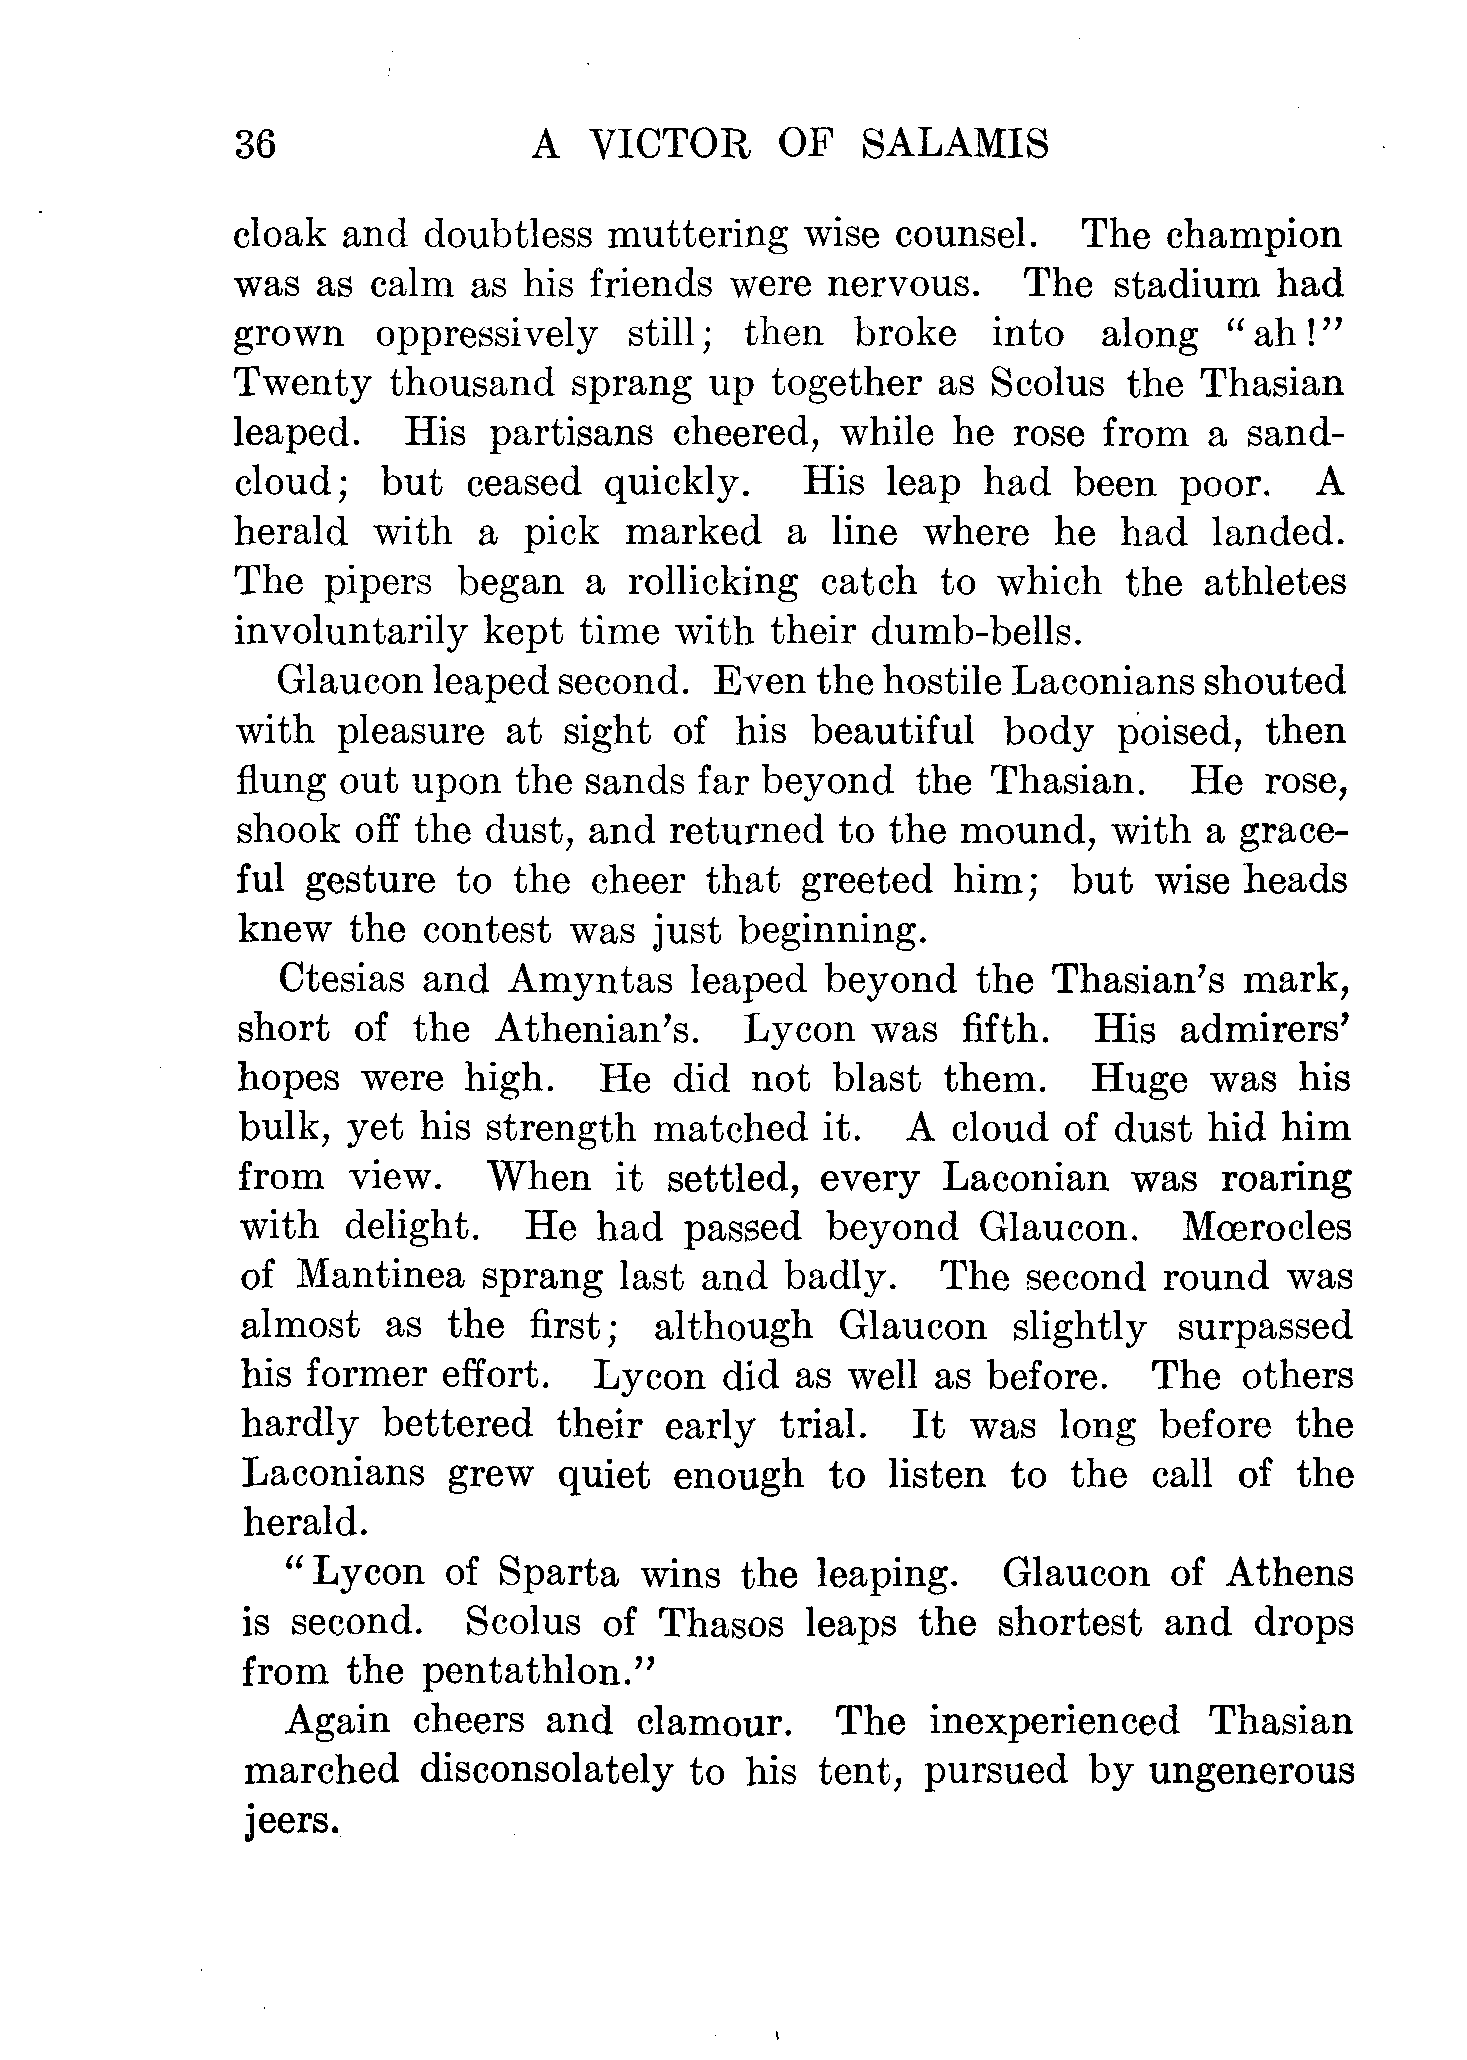 36 A VICTOR OF SALAMIS
cloak and doubtless muttering wise counsel. The champion
was as calm as his friends were nervous. The stadium had
grown oppressively still; then broke into along "ah!"
Twenty thousand sprang up together as Scolus the Thasian
leaped. His partisans cheered, while he rose from a sand-
cloud; but ceased quickly. His leap had been poor. A
herald with a pick marked a line where he had landed.
The pipers began a rollicking catch to which the athletes
involuntarily kept time with their dumb-bells.
Glaucon leaped second. Even the hostile Laconians shouted
with pleasure at sight of his beautiful body poised, then
flung out upon the sands far beyond the Thasian. He rose,
shook off the dust, and returned to the mound, with a grace-
ful gesture to the cheer that greeted him; but wise heads
knew the contest was just beginning.
Ctesias and Amyntas leaped beyond the Thasian's mark,
short of the Athenian's. Lycon was fifth. His admirers'
hopes were high. He did not blast them. Huge was his
bulk, yet his strength matched it. A cloud of dust hid him
from view. When it settled, every Laconian was roaring
with delight. He had passed beyond Glaucon. Mœrocles
of Mantinea sprang last and badly. The second round was
almost as the first; although Glaucon slightly surpassed
his former effort. Lycon did as well as before. The others
hardly bettered their early trial. It was long before the
Laconians grew quiet enough to listen to the call of the
herald.
"Lycon of Sparta wins the leaping. Glaucon of Athens
is second. Scolus of Thasos leaps the shortest and drops
from the pentathlon."
Again cheers and clamour. The inexperienced Thasian
marched disconsolately to his tent, pursued by ungenerous
jeers.